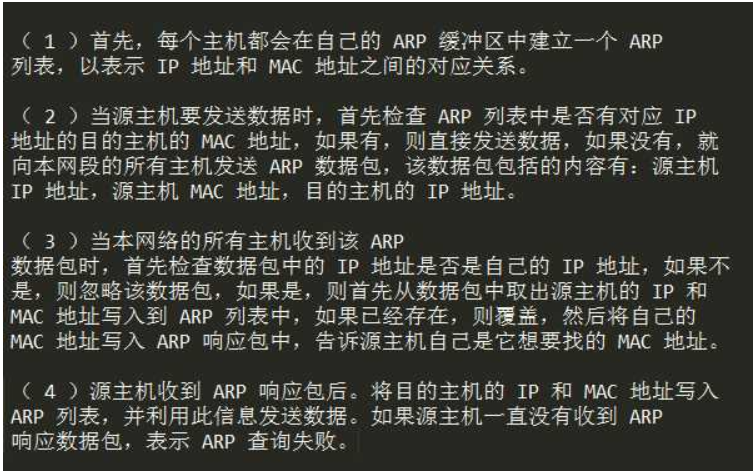 （ 1 ）首先，每个主机都会在自己的 ARP 缓冲区中建立一个 ARP
列表，以表示 IP 地址和 MAC 地址之间的对应关系。
（ 2 ）当源主机要发送数据时，首先检查 ARP 列表中是否有对应 IP
地址的目的主机的 MAC 地址，如果有，则直接发送数据，如果没有，就
向本网段的所有主机发送 ARP 数据包，该数据包包括的内容有：源主机
IP 地址，源主机 MAC 地址，目的主机的 IP 地址。
（ 3 ）当本网络的所有主机收到该 ARP
数据包时，首先检查数据包中的 IP 地址是否是自己的 IP 地址，如果不
是，则忽略该数据包，如果是，则首先从数据包中取出源主机的 IP 和
MAC 地址写入到 ARP 列表中，如果已经存在，则覆盖，然后将自己的
MAC 地址写入 ARP 响应包中，告诉源主机自己是它想要找的 MAC 地址。
（ 4 ）源主机收到 ARP 响应包后。将目的主机的 IP 和 MAC 地址写入
ARP 列表，并利用此信息发送数据。如果源主机一直没有收到 ARP
响应数据包，表示 ARP 查询失败。